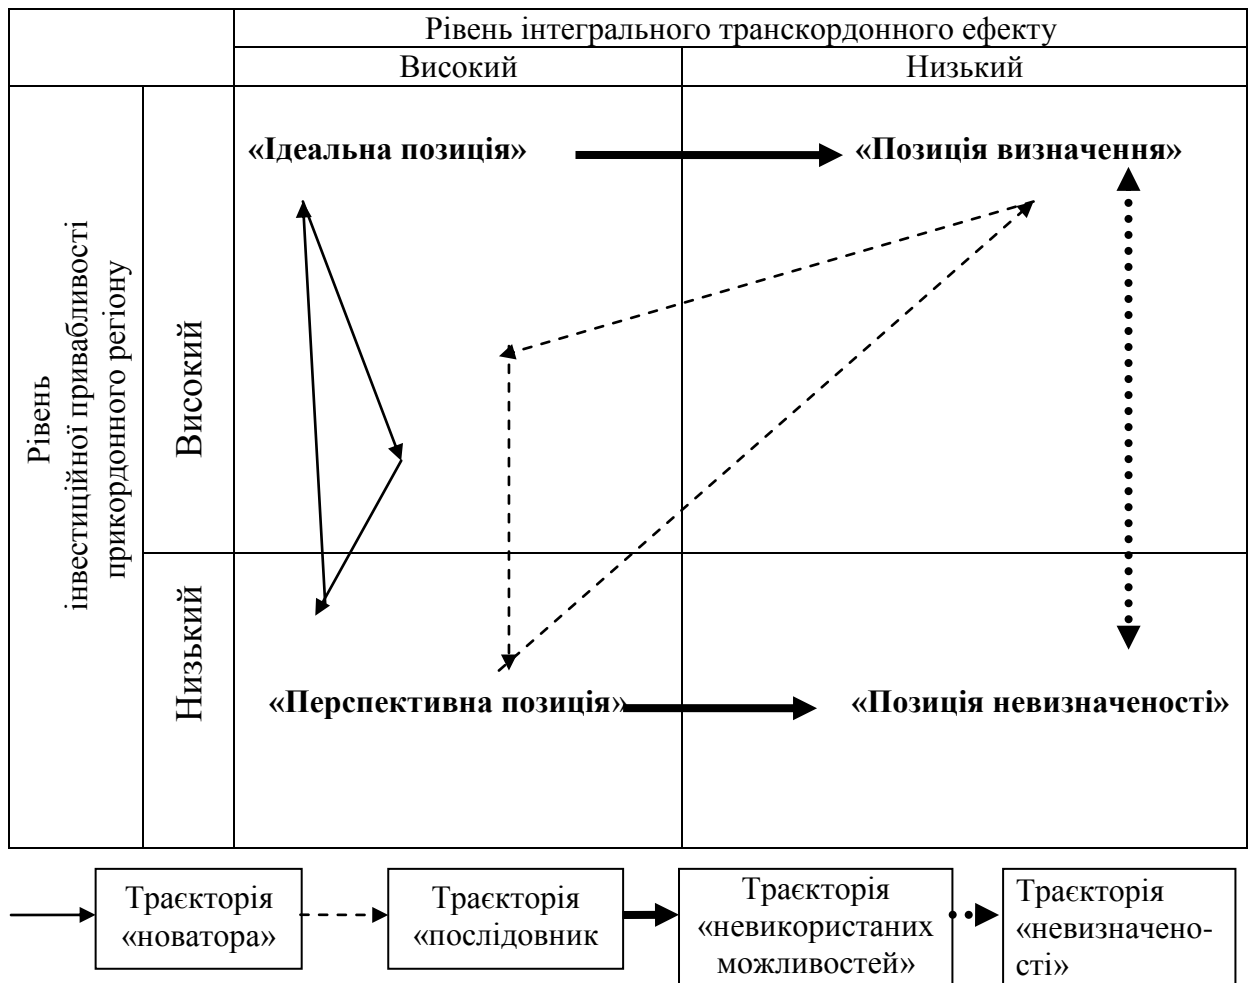 Рівень інтегрального транскордонного ефекту
Високий
Низький
Рівень
інвестиційної привабливості
прикордонного регіону
Високий
«Ідеальна позиція»
«Позиція визначення»
Низький
«Перспективна позиція»
«Позиція невизначеності»
Траєкторія
«новатора»
Траєкторія
«послідовник
Траєкторія
«невикористаних
можливостей»
Траєкторія
«невизначено-
сті»